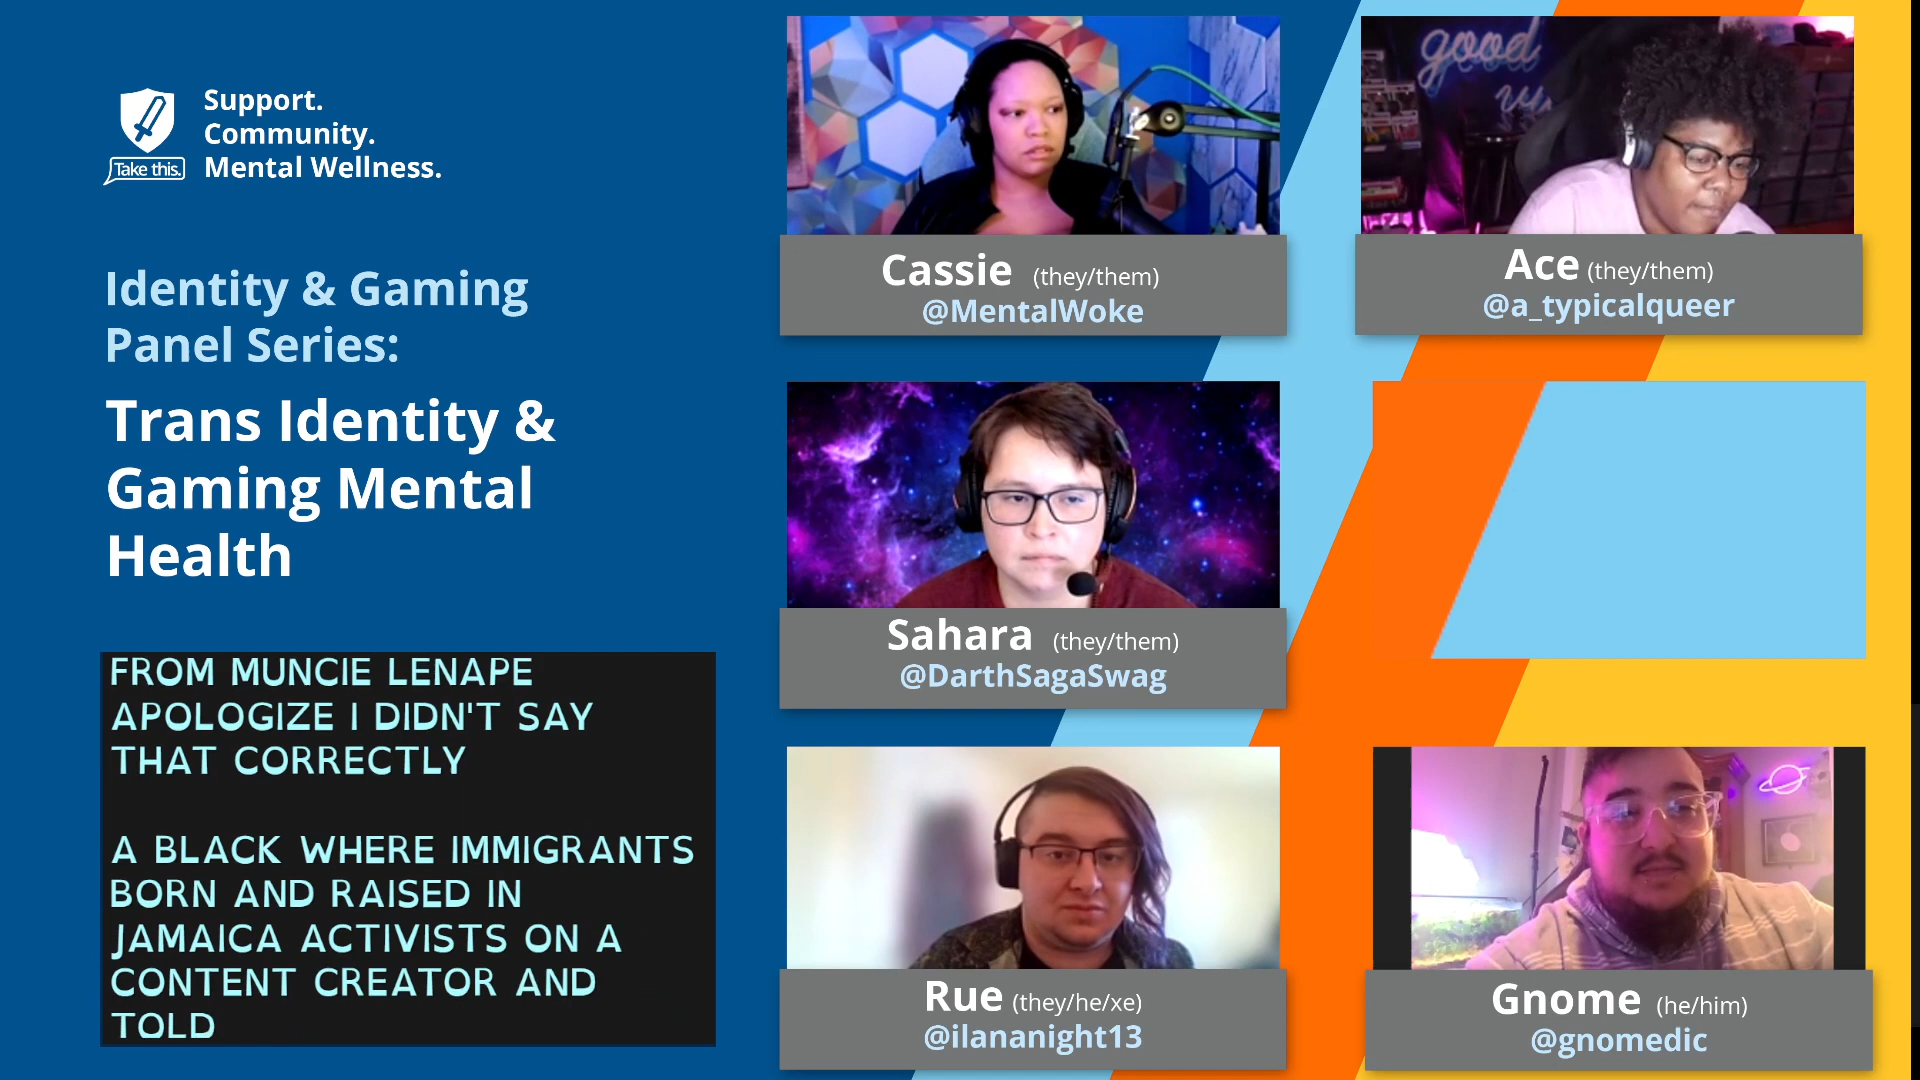 Support.
Community.
Mental Wellness.
Take this.
Identity & Gaming
Panel Series:
Trans Identity &
Gaming Mental
Health
FROM MUNCIE LENAPE
APOLOGIZE I DIDN'T SAY
THAT CORRECTLY
A BLACK WHERE IMMIGRANTS
BORN AND RAISED IN
JAMAICA ACTIVISTS ON A
CONTENT CREATOR AND
TOLD
Cassie (they/them)
@MentalWoke
good
Ace (they/them)
@a_typicalqueer
Sahara (they/them)
@DarthSagaSwag
Rue (they/he/xe)
@ilananight13
Gnome (he/him)
@gnomedic